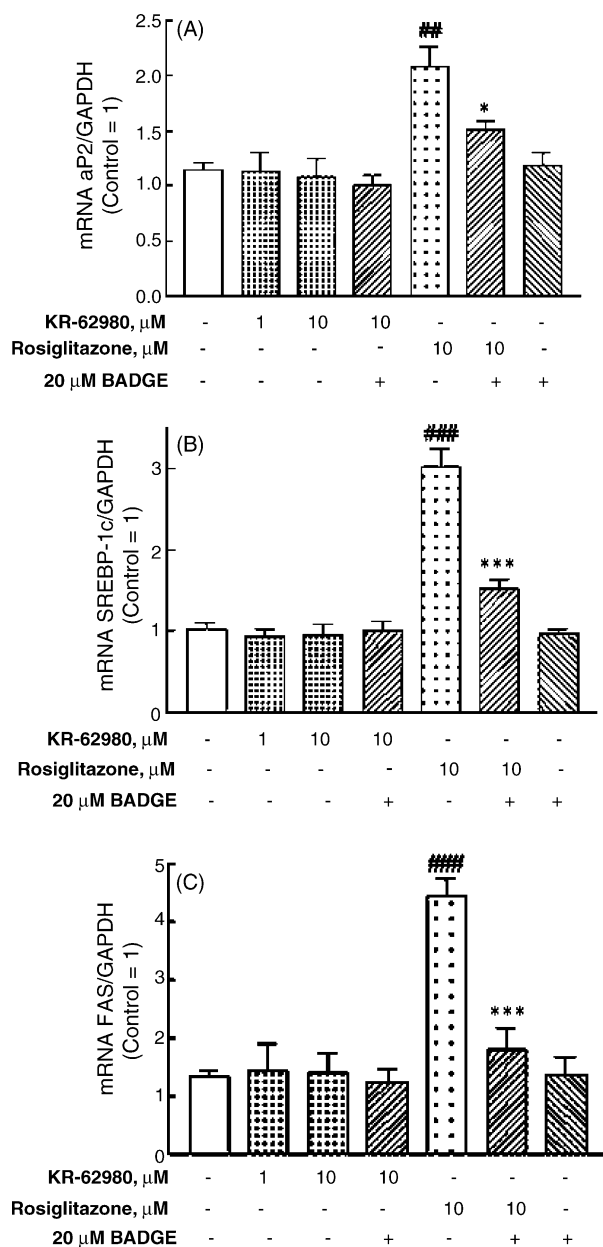 (A)
mRNA aP2/GAPDH
(Control = 1)
2.5
2.0
1.5
1.0
0.5
0.0
##
*
KR-62980, μM - 1 10 10 - - -
Rosiglitazone, μM - - - - 10 10 -
20 μM BADGE - - - + - + +
(B)
mRNA SREBP-1c/GAPDH
(Control = 1)
3
2
1
0
###
***
KR-62980, μM - 1 10 10 - - -
Rosiglitazone, μM - - - - 10 10 -
20 μM BADGE - - - + - + +
(C)
mRNA FAS/GAPDH
(Control = 1)
5
4
3
2
1
0
###
***
KR-62980, μM - 1 10 10 - - -
Rosiglitazone, μM - - - - 10 10 -
20 μM BADGE - - - + - + +